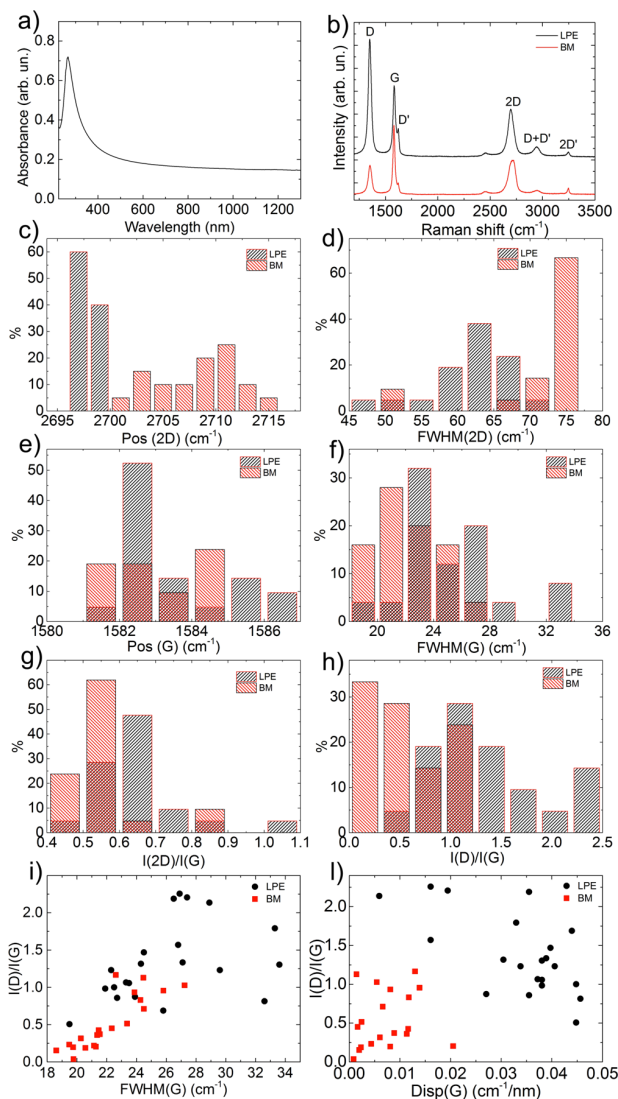 a)
b)
0.8
0.6
0.4
0.2
0.0
Absorbance (arb. un.)
400 600 800 1000 1200
Wavelength (nm)
Intensity (arb. un.)
LPE
BM
D
G
D'
2D
D+D'
2D'
1500 2000 2500 3000 3500
Raman shift (cm-1)
c)
d)
60
50
40
30
20
10
0
%
LPE
BM
2695 2700 2705 2710 2715
Pos (2D) (cm-1)
60
40
20
0
%
LPE
BM
45 50 55 60 65 70 75 80
FWHM(2D) (cm-1)
e)
f)
50
40
30
20
10
0
%
LPE
BM
1580 1582 1584 1586
Pos (G) (cm-1)
30
20
10
0
%
LPE
BM
20 24 28 32 36
FWHM(G) (cm-1)
g)
h)
70
60
50
40
30
20
10
0
%
LPE
BM
0.4 0.5 0.6 0.7 0.8 0.9 1.0 1.1
I(2D)/I(G)
30
20
10
0
%
LPE
BM
0.0 0.5 1.0 1.5 2.0 2.5
I(D)/I(G)
i)
l)
2.0
1.5
1.0
0.5
0.0
I(D)/I(G)
LPE
BM
18 20 22 24 26 28 30 32 34
FWHM(G) (cm-1)
2.0
1.5
1.0
0.5
0.0
I(D)/I(G)
LPE
BM
0.00 0.01 0.02 0.03 0.04 0.05
Disp(G) (cm-1/nm)